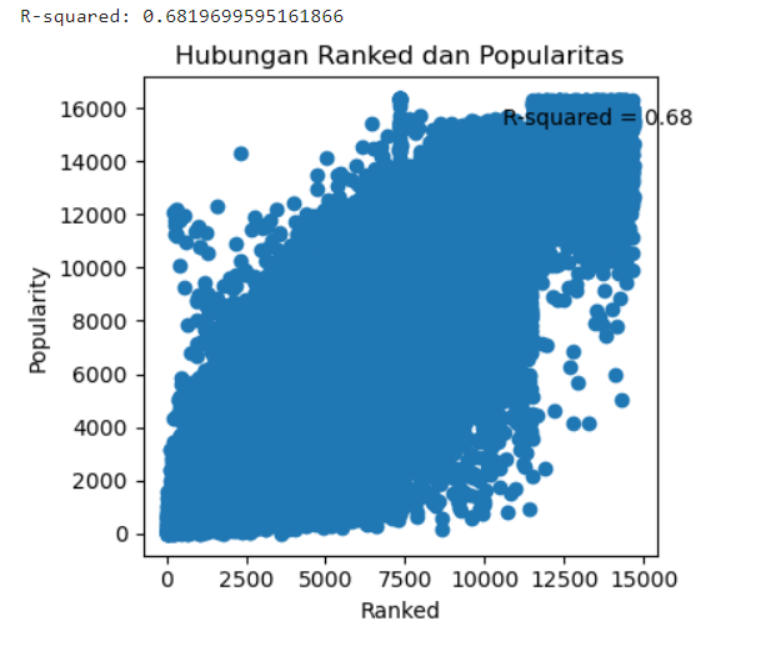 R-squared: 0.6819699595161866
Hubungan Ranked dan Popularitas
R-squared = 0.68
16000
14000
12000
10000
8000
6000
4000
2000
0
Popularity
0 2500 5000 7500 10000 12500 15000
Ranked